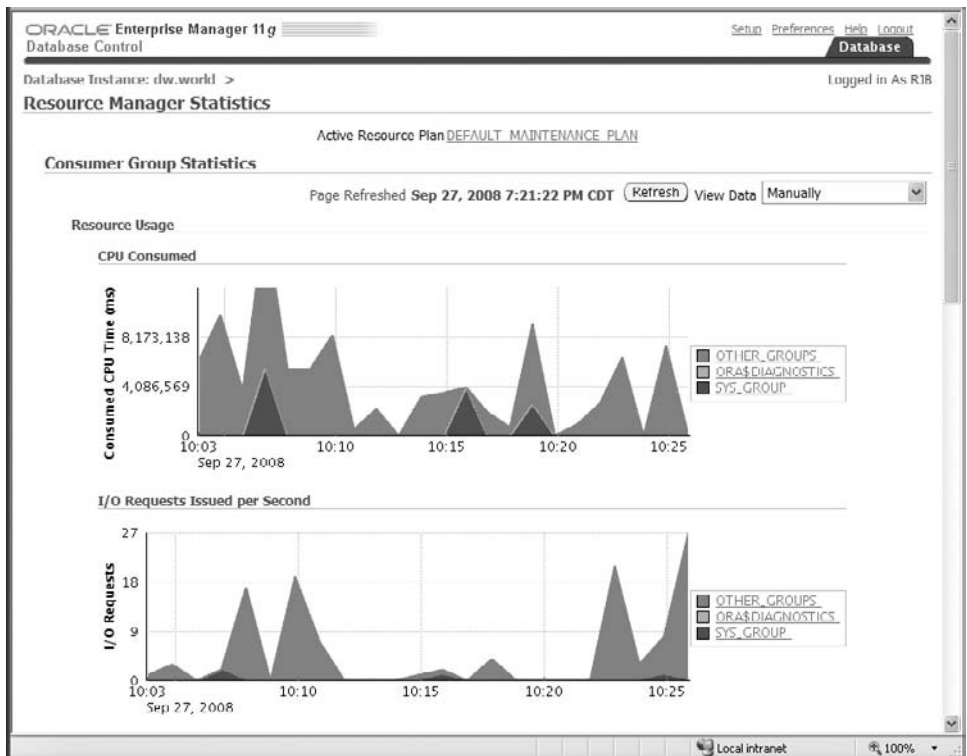 ORACLE Enterprise Manager 11g
Database Control
Setup Preferences Help Logout
Database
Database Instance: dw.world >
Logged in As RJB
Resource Manager Statistics
Active Resource Plan DEFAULT_MAINTENANCE_PLAN
Consumer Group Statistics
Page Refreshed Sep 27, 2008 7:21:22 PM CDT Refresh View Data Manually
Resource Usage
CPU Consumed
Consumed CPU Time (ms)
8,173,138
4,086,569
0
10:03 10:10 10:15 10:20 10:25
Sep 27, 2008
OTHER_GROUPS
ORA$DIAGNOSTICS
SYS_GROUP
I/O Requests Issued per Second
I/O Requests
27
18
9
0
10:03 10:10 10:15 10:20 10:25
Sep 27, 2008
OTHER_GROUPS
ORA$DIAGNOSTICS
SYS_GROUP
Local intranet
100%